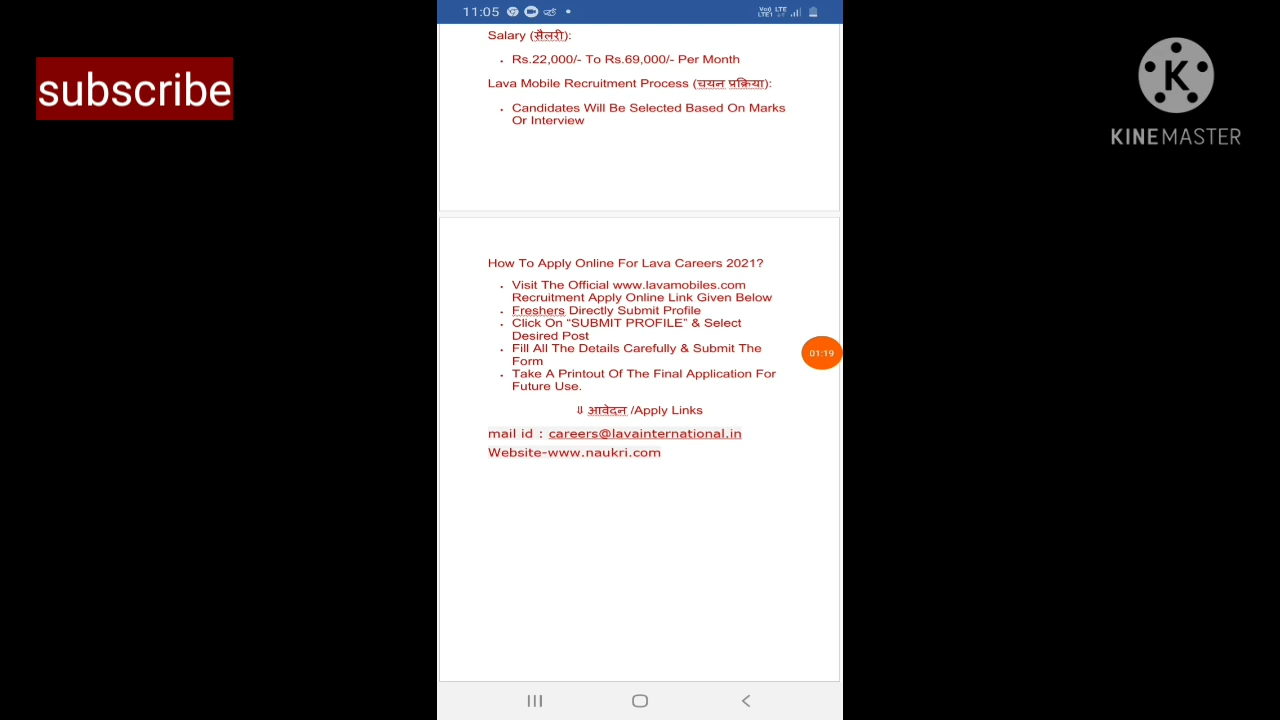 subscribe
11:05
Vo)) LTE
LTE1
Salary (सैलरी):
• Rs.22,000/- To Rs.69,000/- Per Month
Lava Mobile Recruitment Process (चयन प्रक्रिया):
• Candidates Will Be Selected Based On Marks
Or Interview
How To Apply Online For Lava Careers 2021?
• Visit The Official www.lavamobiles.com
Recruitment Apply Online Link Given Below
• Freshers Directly Submit Profile
• Click On “SUBMIT PROFILE” & Select
Desired Post
• Fill All The Details Carefully & Submit The
Form
• Take A Printout Of The Final Application For
Future Use.
⇓ आवेदन /Apply Links
mail id : careers@lavainternational.in
Website-www.naukri.com
01:19
K
KINEMASTER